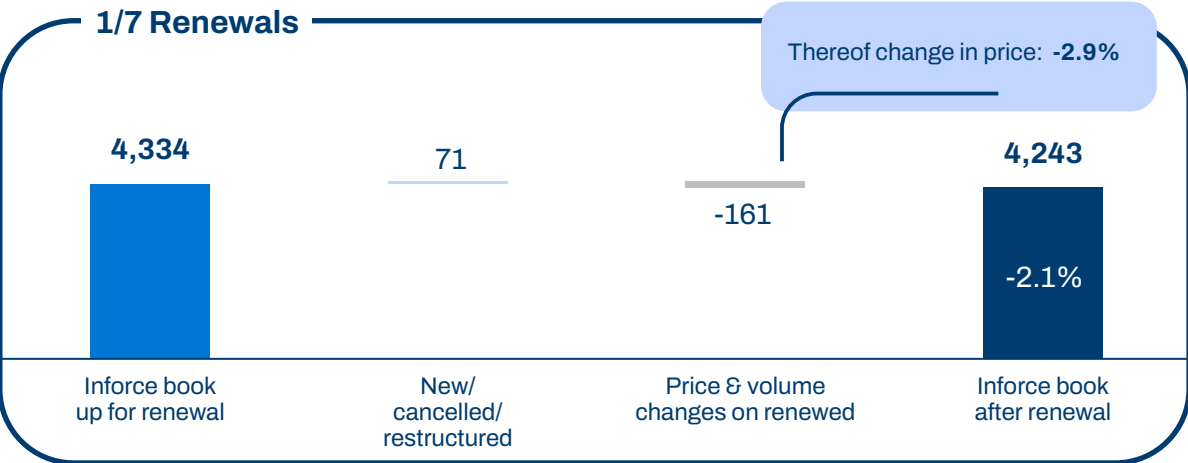 1/7 Renewals
Thereof change in price: -2.9%
4,334
71
-161
4,243
-2.1%
Inforce book
up for renewal
New/
cancelled/
restructured
Price & volume
changes on renewed
Inforce book
after renewal